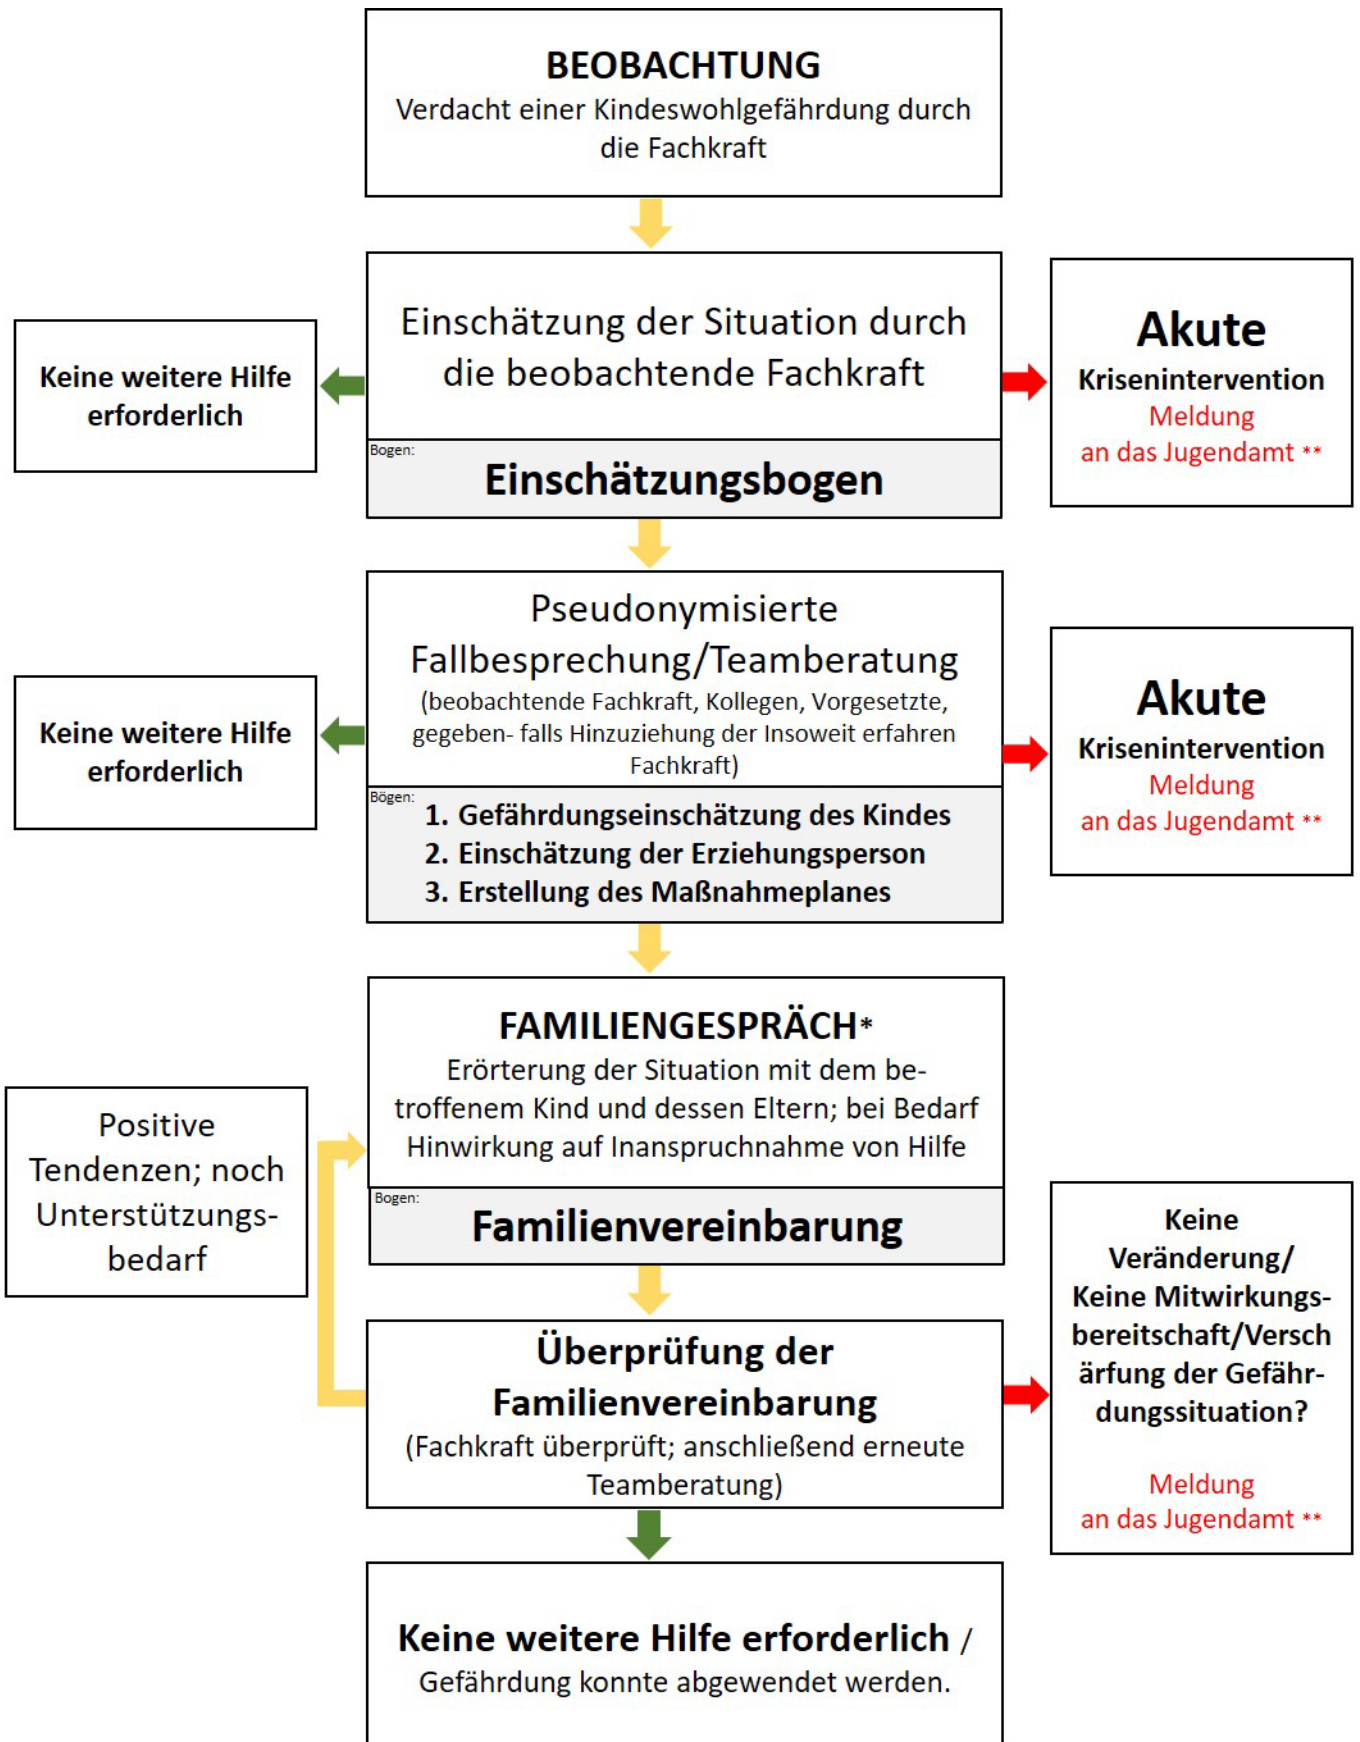 BEOBACHTUNG
Verdacht einer Kindeswohlgefährdung durch
die Fachkraft
Einschätzung der Situation durch
die beobachtende Fachkraft
Bogen:
Einschätzungsbogen
Keine weitere Hilfe
erforderlich
Akute
Krisenintervention
Meldung
an das Jugendamt **
Pseudonymisierte
Fallbesprechung/Teamberatung
(beobachtende Fachkraft, Kollegen, Vorgesetzte,
gegeben- falls Hinzuziehung der Insoweit erfahren
Fachkraft)
Bögen:
1. Gefährdungseinschätzung des Kindes
2. Einschätzung der Erziehungsperson
3. Erstellung des Maßnahmeplanes
Keine weitere Hilfe
erforderlich
Akute
Krisenintervention
Meldung
an das Jugendamt **
FAMILIENGESPRÄCH*
Erörterung der Situation mit dem be-
troffenem Kind und dessen Eltern; bei Bedarf
Hinwirkung auf Inanspruchnahme von Hilfe
Bogen:
Familienvereinbarung
Positive
Tendenzen; noch
Unterstützungs-
bedarf
Überprüfung der
Familienvereinbarung
(Fachkraft überprüft; anschließend erneute
Teamberatung)
Keine
Veränderung/
Keine Mitwirkungs-
bereitschaft/Versch
ärfung der Gefähr-
dungssituation?
Meldung
an das Jugendamt **
Keine weitere Hilfe erforderlich /
Gefährdung konnte abgewendet werden.